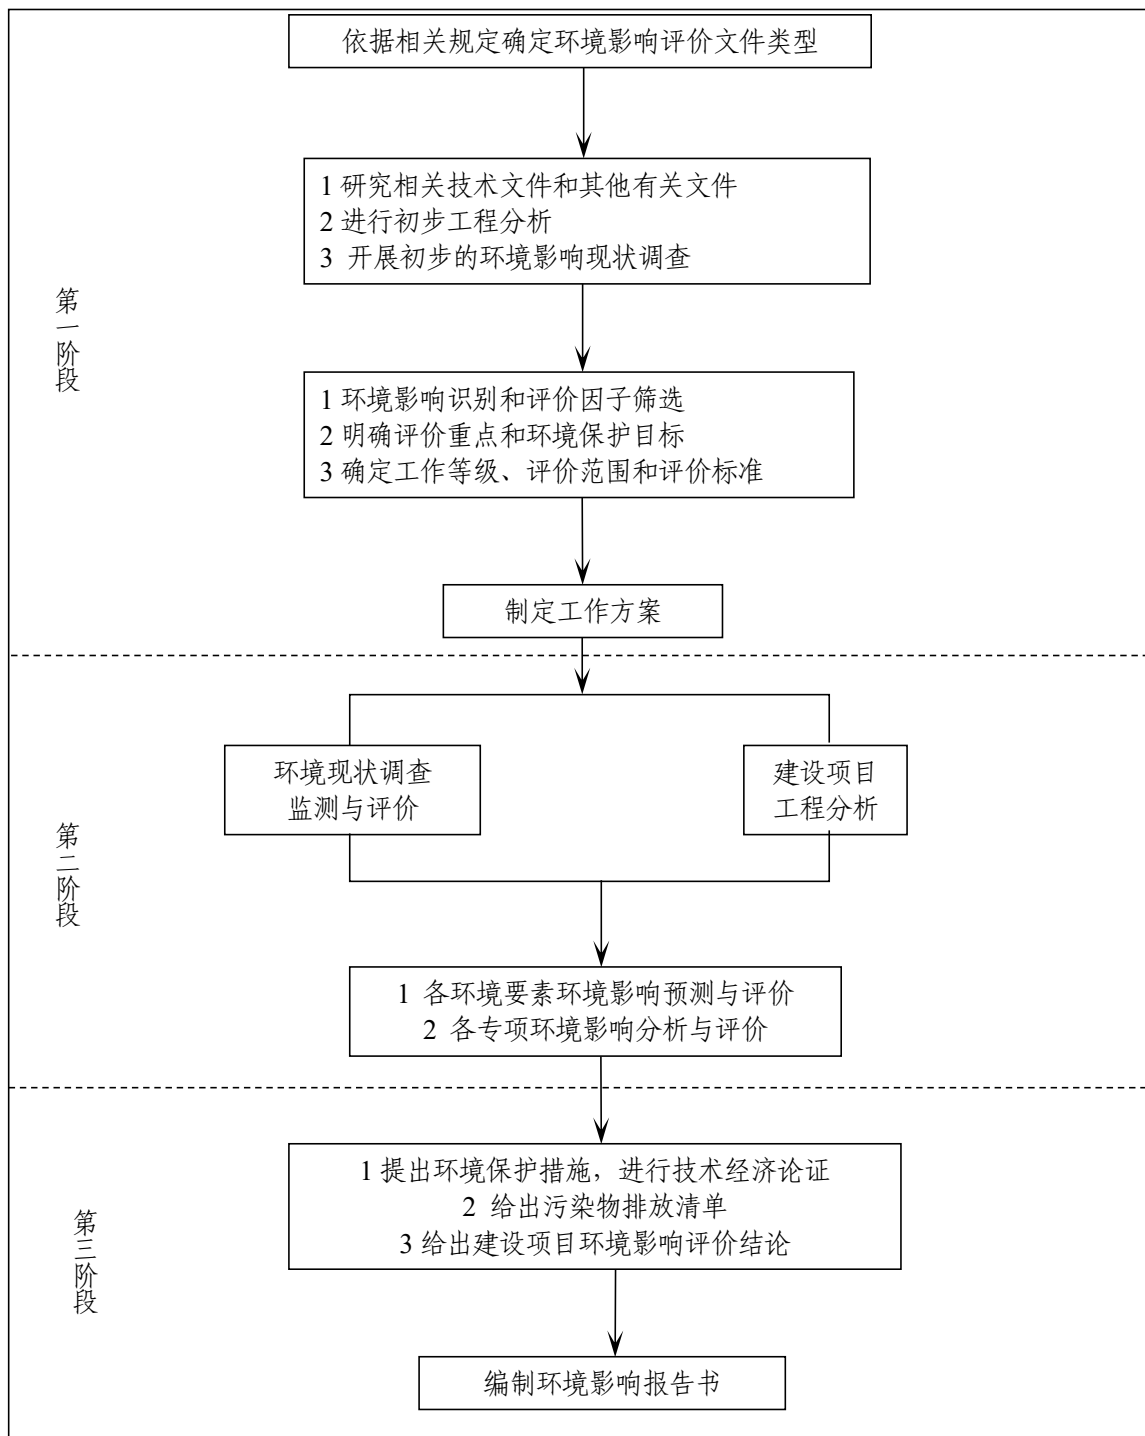 依据相关规定确定环境影响评价文件类型
1 研究相关技术文件和其他有关文件
2 进行初步工程分析
3 开展初步的环境影响现状调查
第一阶段
1 环境影响识别和评价因子筛选
2 明确评价重点和环境保护目标
3 确定工作等级、评价范围和评价标准
制定工作方案
环境现状调查
监测与评价
建设项目
工程分析
第二阶段
1 各环境要素环境影响预测与评价
2 各专项环境影响分析与评价
第三阶段
1 提出环境保护措施，进行技术经济论证
2 给出污染物排放清单
3 给出建设项目环境影响评价结论
编制环境影响报告书